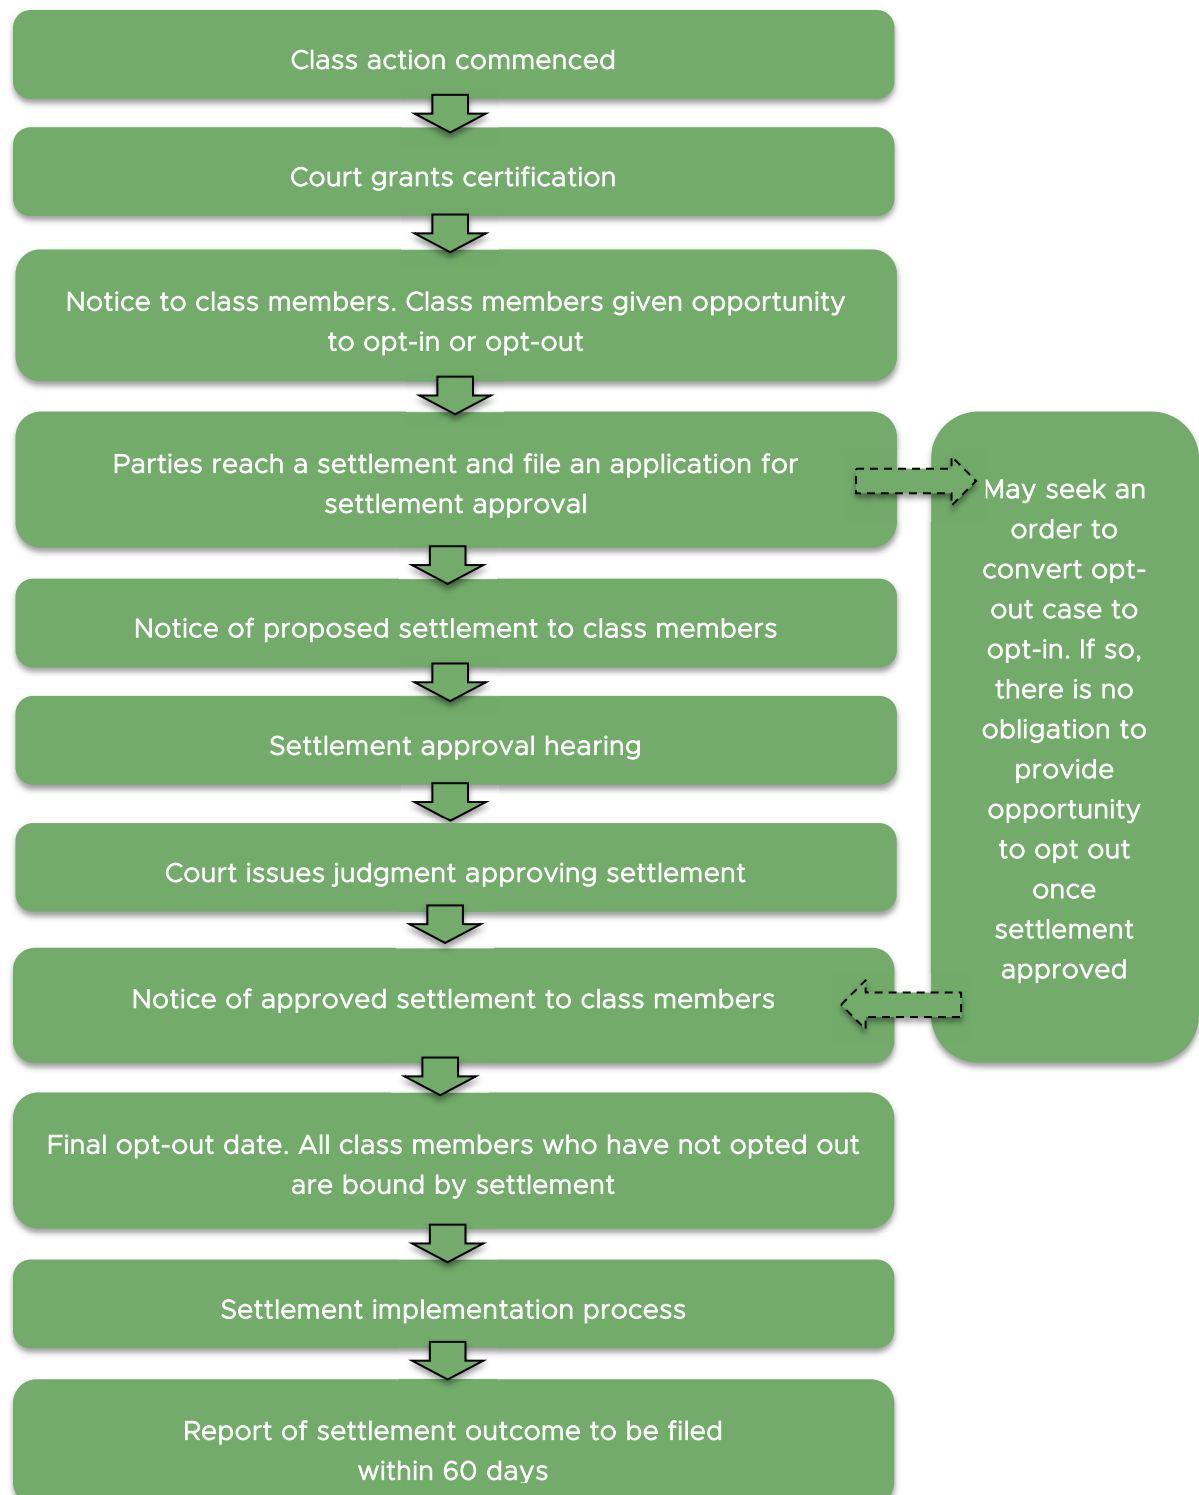 Class action commenced
Court grants certification
Notice to class members. Class members given opportunity
to opt-in or opt-out
Parties reach a settlement and file an application for
settlement approval
May seek an
order to
convert opt-
out case to
opt-in. If so,
there is no
obligation to
provide
opportunity
to opt out
once
settlement
approved
Notice of proposed settlement to class members
Settlement approval hearing
Court issues judgment approving settlement
Notice of approved settlement to class members
Final opt-out date. All class members who have not opted out
are bound by settlement
Settlement implementation process
Report of settlement outcome to be filed
within 60 days